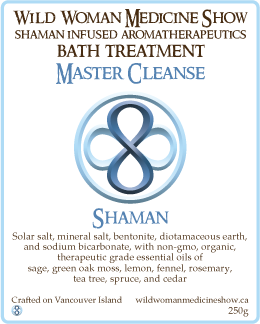 Wild Woman Medicine Show
shaman infused aromatherapeutics
bath treatment
Master Cleanse
Shaman
Solar salt, mineral salt, bentonite, diotamaceous earth,
and sodium bicarbonate, with non-gmo, organic,
therapeutic grade essential oils of
sage, green oak moss, lemon, fennel, rosemary,
tea tree, spruce, and cedar
Crafted on Vancouver Island wildwomanmedicineshow.ca
250g